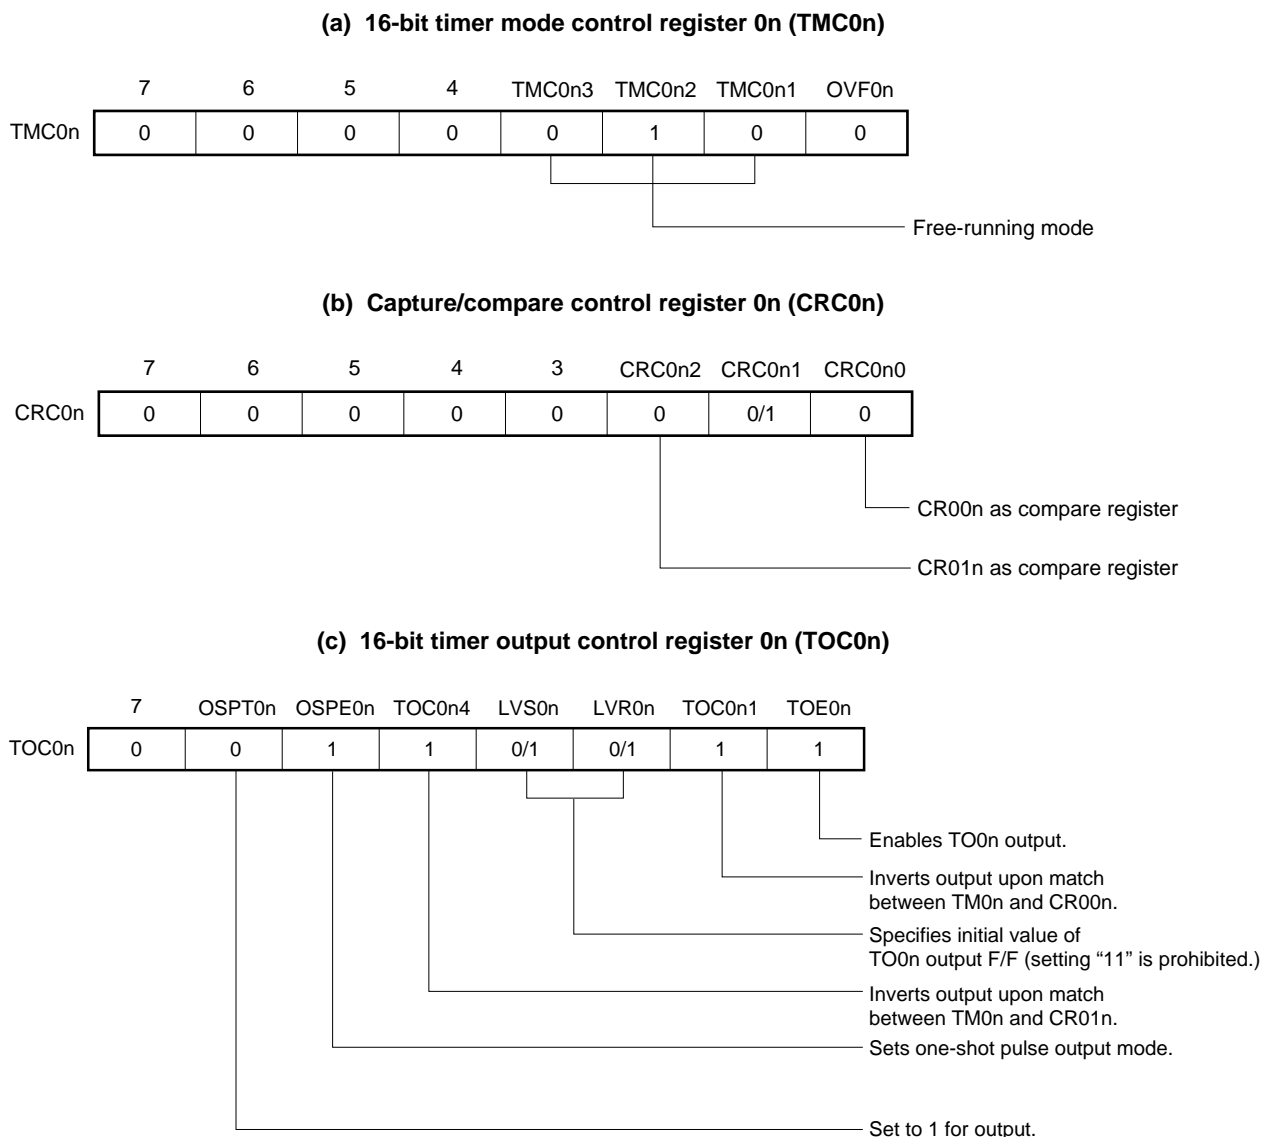 (a) 16-bit timer mode control register 0n (TMC0n)
7 6 5 4 TMC0n3 TMC0n2 TMC0n1 OVF0n
TMC0n 0 0 0 0 0 1 0 0
Free-running mode
(b) Capture/compare control register 0n (CRC0n)
7 6 5 4 3 CRC0n2 CRC0n1 CRC0n0
CRC0n 0 0 0 0 0 0 0/1 0
CR00n as compare register
CR01n as compare register
(c) 16-bit timer output control register 0n (TOC0n)
7 OSPT0n OSPE0n TOC0n4 LVS0n LVR0n TOC0n1 TOE0n
TOC0n 0 0 1 1 0/1 0/1 1 1
Enables TO0n output.
Inverts output upon match
between TM0n and CR00n.
Specifies initial value of
TO0n output F/F (setting “11” is prohibited.)
Inverts output upon match
between TM0n and CR01n.
Sets one-shot pulse output mode.
Set to 1 for output.